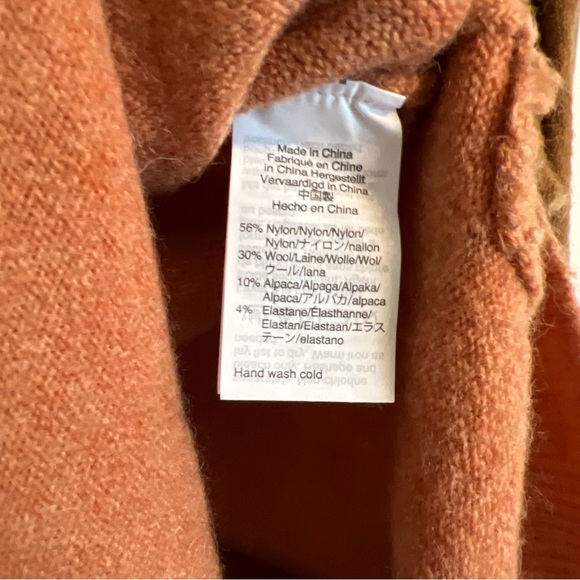 Made in China
Fabriqué en Chine
in China Hergestellt
Vervaardigd in China
中国製
Hecho en China
56% Nylon/Nylon/Nylon/
Nylon/ナイロン/nailon
30% Wool/Laine/Wolle/Wol/
ウール/lana
10% Alpaca/Alpaga/Alpaka/
Alpaca/アルパカ/alpaca
4% Elastane/Élasthanne/
Elastan/Elastaan/エラス
テーン/elastano
Hand wash cold